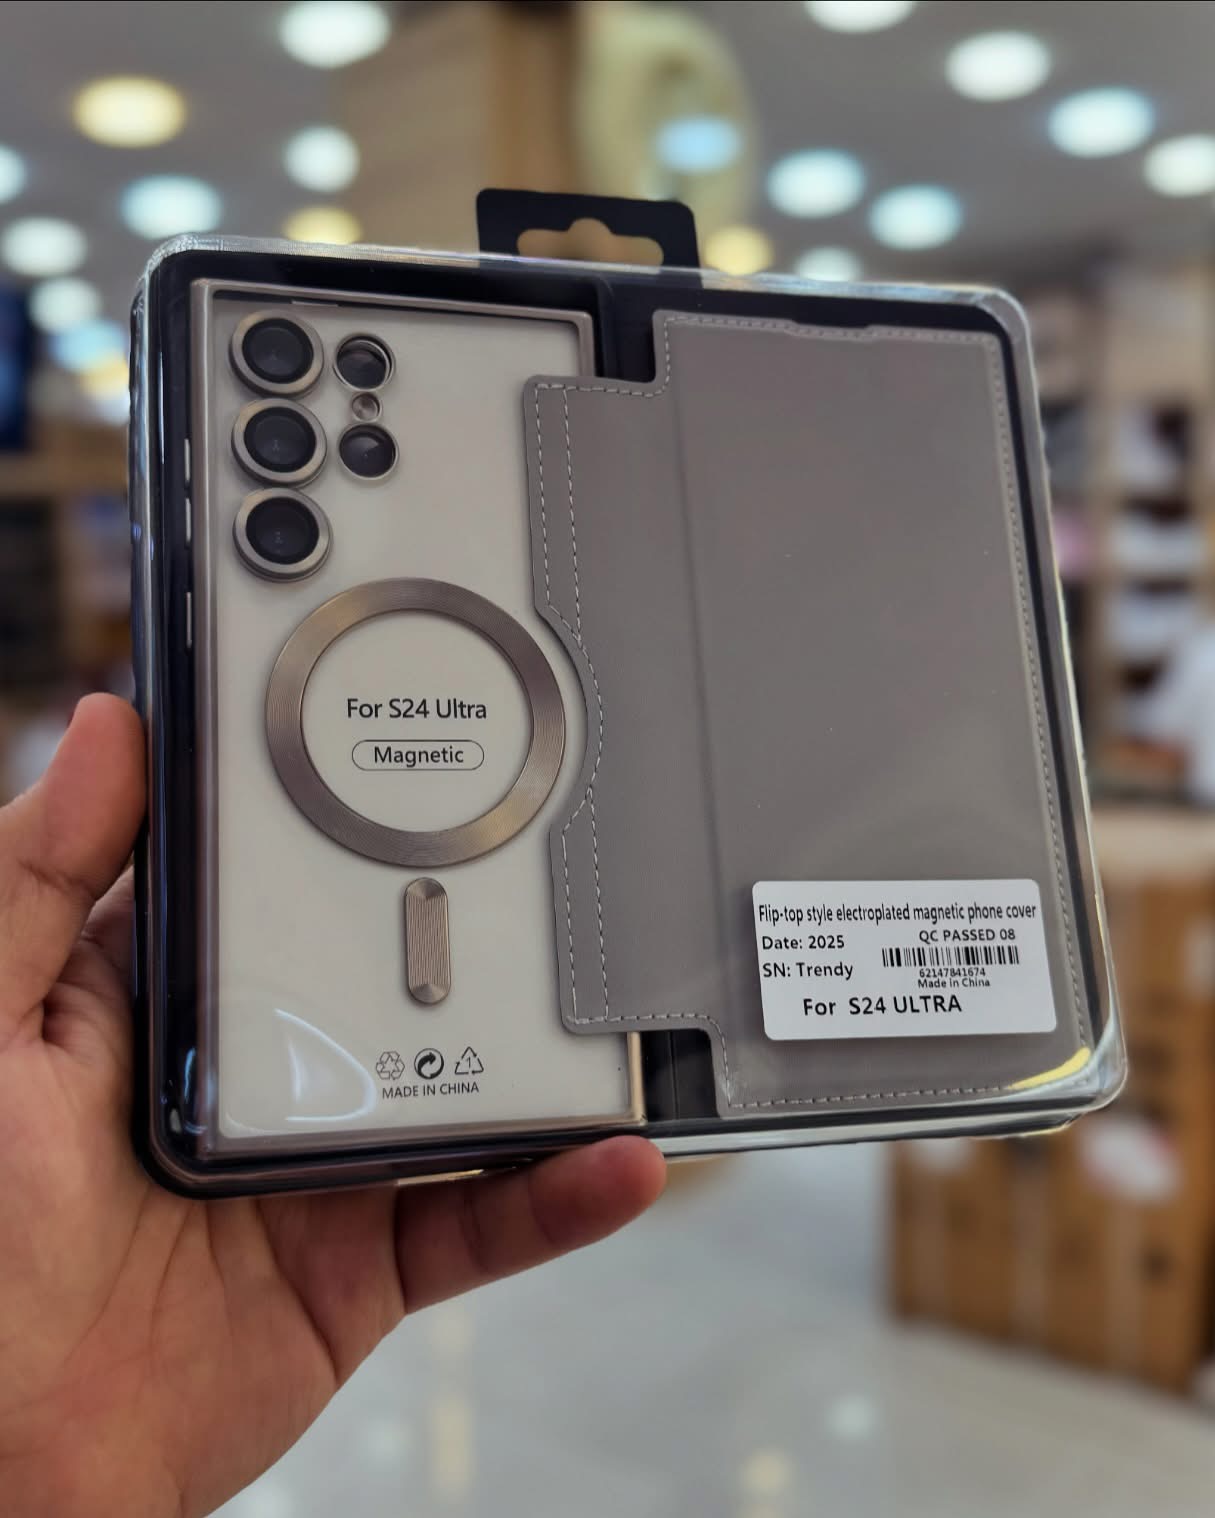 For S24 Ultra
Magnetic
1
MADE IN CHINA
Flip-top style electroplated magnetic phone cover
Date: 2025
QC PASSED 08
SN: Trendy
62147841674
Made in China
For S24 ULTRA